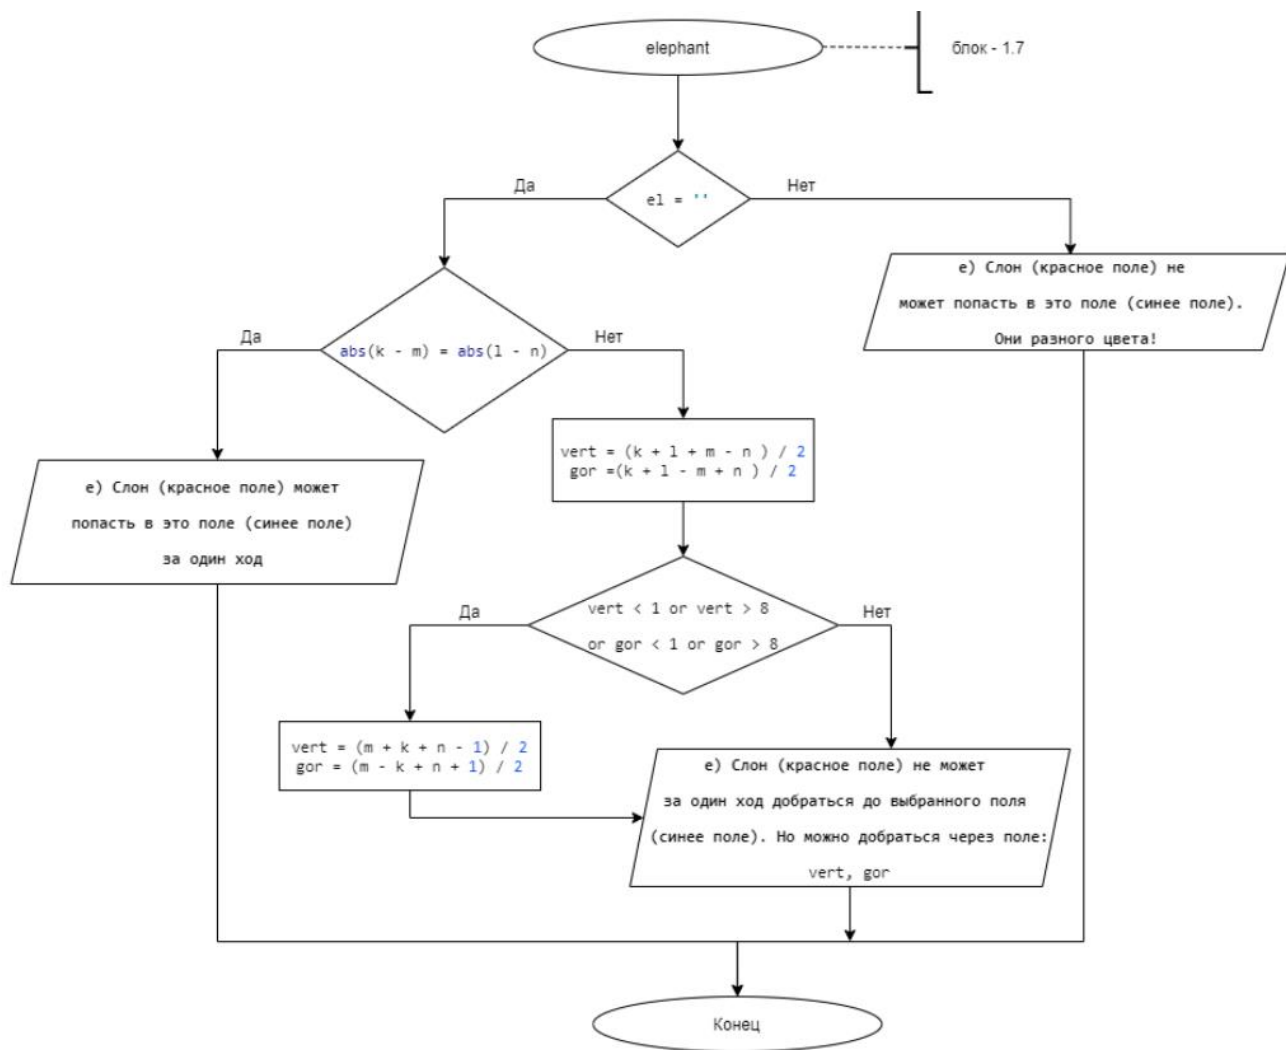 elephant
блок - 1.7
el = ''
Да
Нет
е) Слон (красное поле) не
может попасть в это поле (синее поле).
Они разного цвета!
abs(k - m) = abs(l - n)
Да
Нет
vert = (k + l + m - n ) / 2
gor =(k + l - m + n ) / 2
е) Слон (красное поле) может
попасть в это поле (синее поле)
за один ход
vert < 1 or vert > 8
or gor < 1 or gor > 8
Да
Нет
vert = (m + k + n - 1) / 2
gor = (m - k + n + 1) / 2
е) Слон (красное поле) не может
за один ход добраться до выбранного поля
(синее поле). Но можно добраться через поле:
vert, gor
Конец